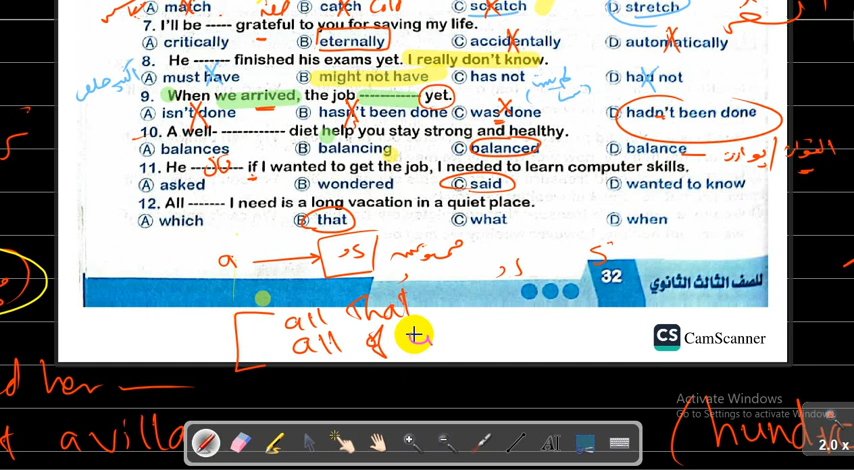 Ⓐ match Ⓑ catch cold Ⓒ scratch Ⓓ stretch
7. I'll be ----- grateful to you for saving my life.
Ⓐ critically Ⓑ eternally Ⓒ accidentally Ⓓ automatically
8. He ------- finished his exams yet. I really don't know.
Ⓐ must have Ⓑ might not have Ⓒ has not Ⓓ had not
9. When we arrived, the job ------------ yet.
Ⓐ isn't done Ⓑ hasn't been done Ⓒ was done Ⓓ hadn't been done
10. A well- ------------ diet help you stay strong and healthy.
Ⓐ balances Ⓑ balancing Ⓒ balanced Ⓓ balance
11. He ---------- if I wanted to get the job, I needed to learn computer skills.
Ⓐ asked Ⓑ wondered Ⓒ said Ⓓ wanted to know
12. All ------- I need is a long vacation in a quiet place.
Ⓐ which Ⓑ that Ⓒ what Ⓓ when
a
32 للصف الثالث الثانوي
all that
all of
CS CamScanner
d her
Activate Windows
Go to Settings to activate Windows
a villa
AI
2.0 x